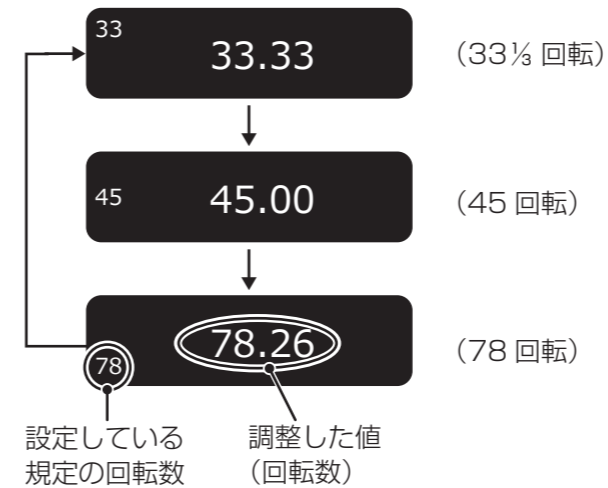 33
33.33
（33⅓ 回転）
45
45.00
（45 回転）
78.26
78
（78 回転）
設定している
規定の回転数
調整した値
（回転数）